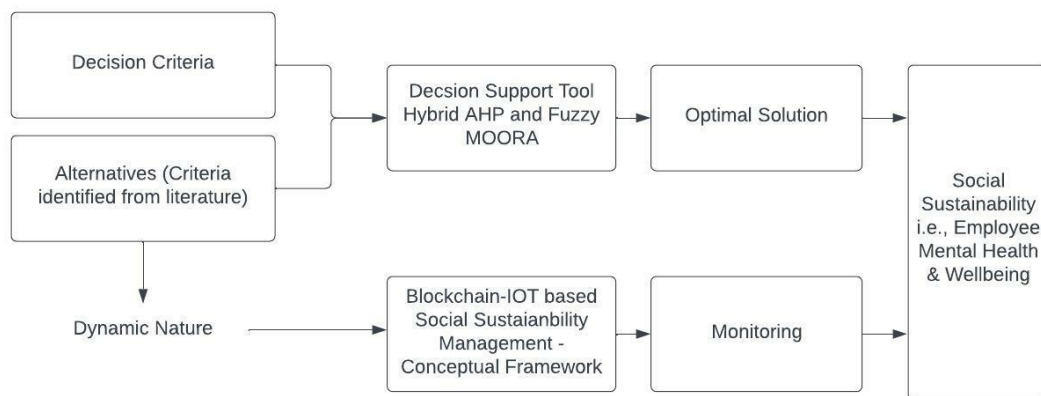 Decision Criteria
Decsion Support Tool
Hybrid AHP and Fuzzy
MOORA
Optimal Solution
Alternatives (Criteria
identified from literature)
Social
Sustainability
i.e., Employee
Mental Health
& Wellbeing
Dynamic Nature
Blockchain-IOT based
Social Sustaianbility
Management -
Conceptual Framework
Monitoring